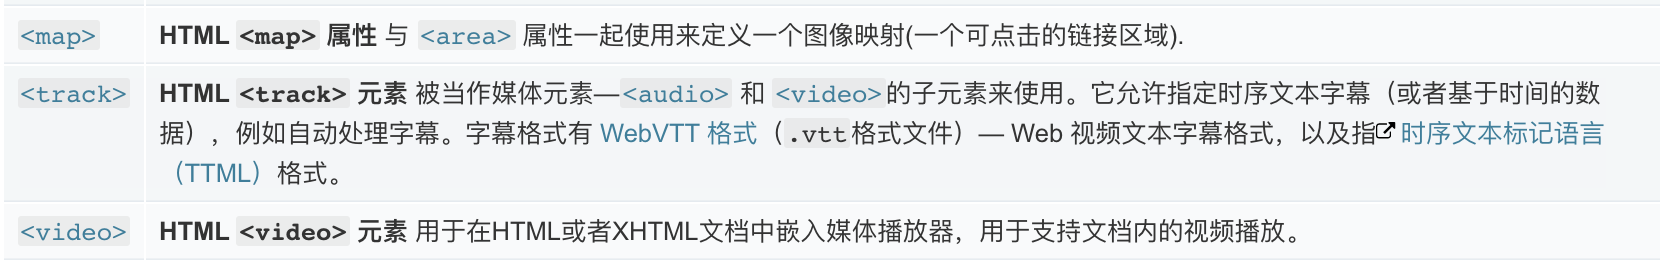 <map> HTML <map> 属性 与 <area> 属性一起使用来定义一个图像映射(一个可点击的链接区域).
<track> HTML <track> 元素 被当作媒体元素—<audio> 和 <video>的子元素来使用。它允许指定时序文本字幕（或者基于时间的数
据），例如自动处理字幕。字幕格式有 WebVTT 格式（.vtt格式文件）— Web 视频文本字幕格式，以及指 时序文本标记语言
（TTML）格式。
<video> HTML <video> 元素 用于在HTML或者XHTML文档中嵌入媒体播放器，用于支持文档内的视频播放。